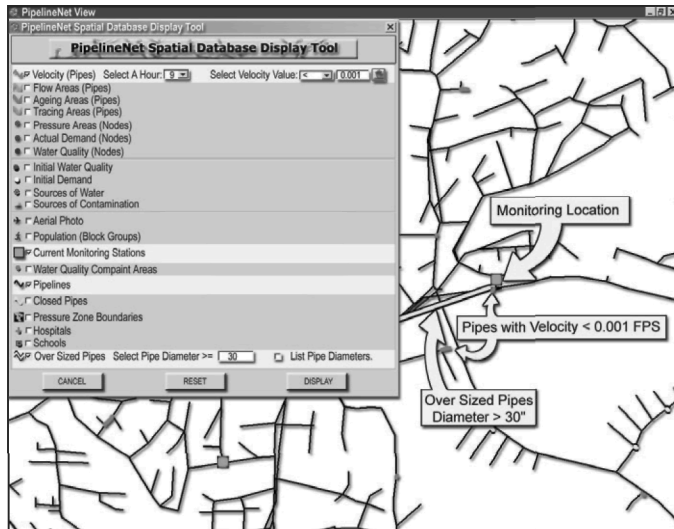 PipelineNet View
PipelineNet Spatial Database Display Tool
PipelineNet Spatial Database Display Tool
Velocity (Pipes) Select A Hour: 9 Select Velocity Value: < 0.001
Flow Areas (Pipes)
Ageing Areas (Pipes)
Tracing Areas (Pipes)
Pressure Areas (Nodes)
Actual Demand (Nodes)
Water Quality (Nodes)
Initial Water Quality
Initial Demand
Sources of Water
Sources of Contamination
Aerial Photo
Population (Block Groups)
Current Monitoring Stations
Water Quality Compaint Areas
Pipelines
Closed Pipes
Pressure Zone Boundaries
Hospitals
Schools
Over Sized Pipes Select Pipe Diameter >= 30 List Pipe Diameters.
CANCEL RESET DISPLAY
Monitoring Location
Pipes with Velocity < 0.001 FPS
Over Sized Pipes
Diameter > 30"